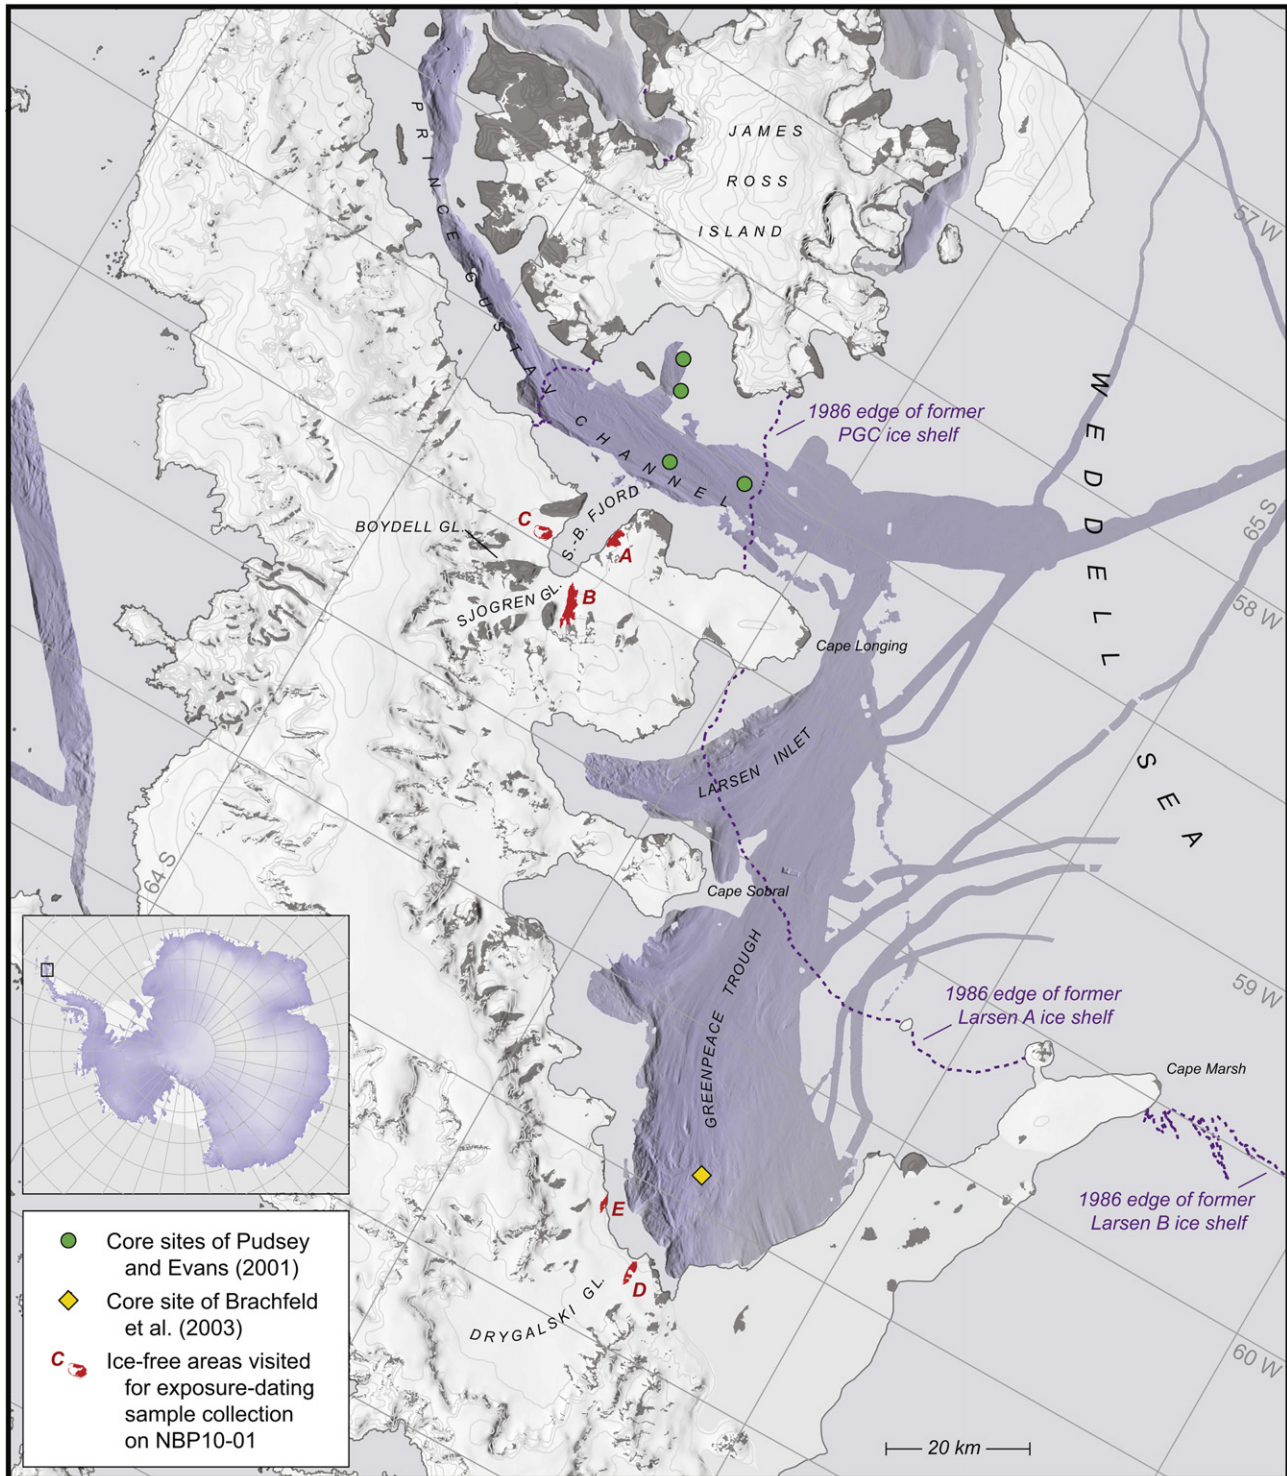 JAMES
ROSS
ISLAND
PRINCE GUSTAV CHANNEL
57 W
1986 edge of former
PGC ice shelf
WEDDELL SEA
65 S
58 W
C
BOYDELL GL.
S.-B. FJORD
A
SJOGREN GL.
B
Cape Longing
LARSEN INLET
64 S
Cape Sobral
GREENPEACE TROUGH
59 W
1986 edge of former
Larsen A ice shelf
Cape Marsh
1986 edge of former
Larsen B ice shelf
E
D
DRYGALSKI GL.
60 W
Core sites of Pudsey
and Evans (2001)
Core site of Brachfeld
et al. (2003)
C
Ice-free areas visited
for exposure-dating
sample collection
on NBP10-01
20 km